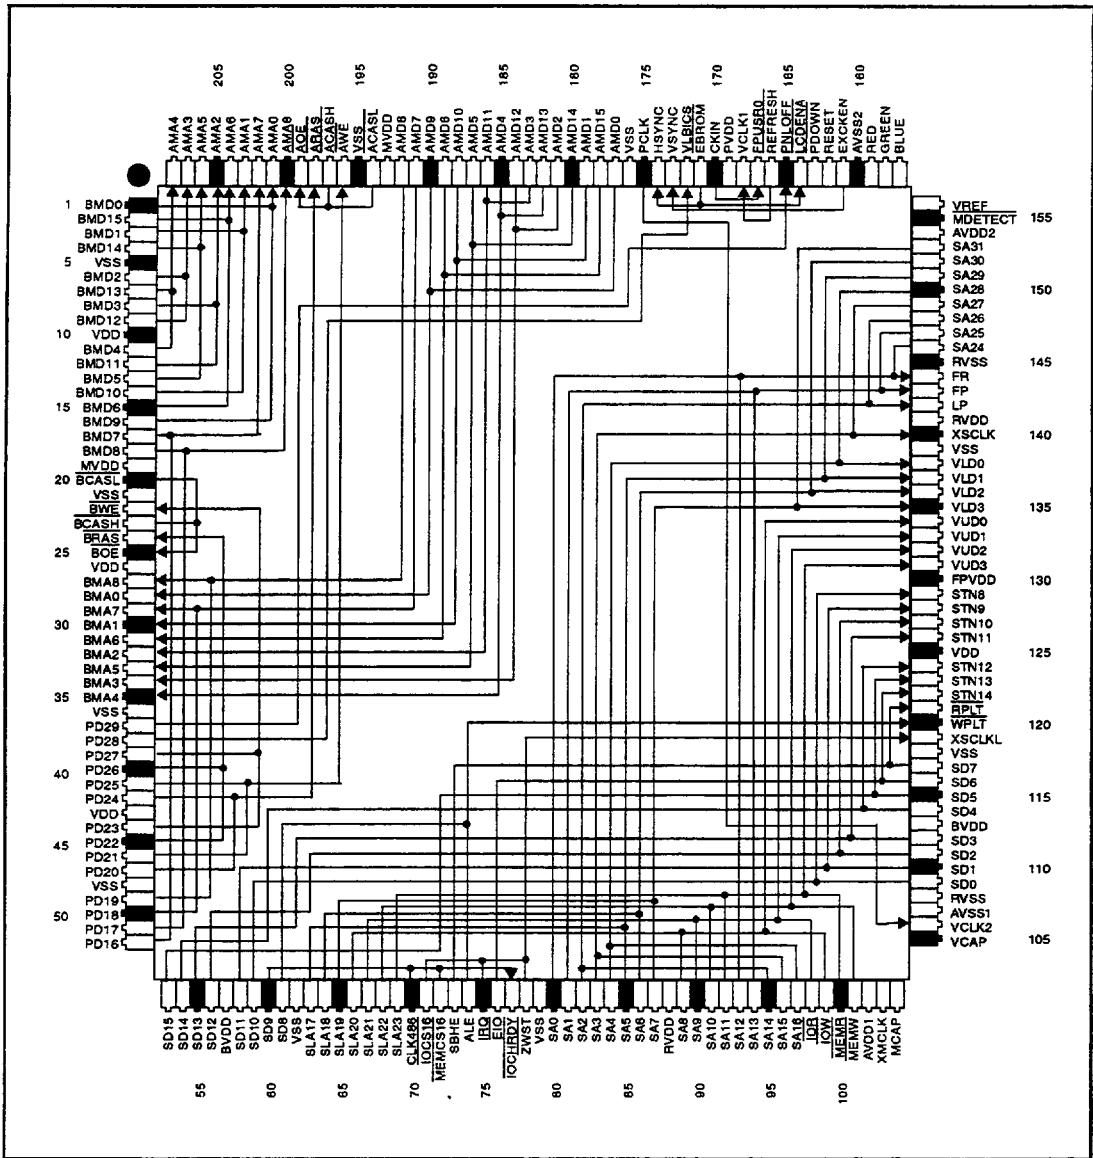 205
200
195
190
185
180
175
170
165
160
AMA4
AMA3
AMA5
AMA2
AMA6
AMA1
AMA7
AMA0
AMA8
AOE
ARAS
ACASH
AWE
VSS
ACASL
MVDD
AMD8
AMD7
AMD9
AMD6
AMD10
AMD5
AMD11
AMD4
AMD12
AMD3
AMD13
AMD2
AMD14
AMD1
AMD15
AMD0
VSS
PCLK
HSYNC
VSYNC
VLBICS
EBROM
CKIN
PVDD
VCLK1
FPUSR0
REFRESH
PNLOFF
LCDENA
PDOWN
RESET
EXCKEN
AVSS2
RED
GREEN
BLUE
1 BMD0
BMD15
BMD1
BMD14
5 VSS
BMD2
BMD13
BMD3
BMD12
10 VDD
BMD4
BMD11
BMD5
BMD10
15 BMD6
BMD9
BMD7
BMD8
MVDD
20 BCASL
VSS
BWE
BCASH
BRAS
25 BOE
VDD
BMA8
BMA0
BMA7
30 BMA1
BMA6
BMA2
BMA5
BMA3
35 BMA4
VSS
PD29
PD28
PD27
40 PD26
PD25
PD24
VDD
PD23
45 PD22
PD21
PD20
VSS
PD19
50 PD18
PD17
PD16
VREF
MDETECT 155
AVDD2
SA31
SA30
SA29
SA28 150
SA27
SA26
SA25
SA24
RVSS 145
FR
FP
LP
RVDD
XSCLK 140
VSS
VLD0
VLD1
VLD2
VLD3 135
VUD0
VUD1
VUD2
VUD3
FPVDD 130
STN8
STN9
STN10
STN11
VDD 125
STN12
STN13
STN14
RPLT
WPLT 120
XSCLKL
VSS
SD7
SD6
SD5 115
SD4
BVDD
SD3
SD2
SD1 110
SD0
RVSS
AVSS1
VCLK2
VCAP 105
SD15
SD14
SD13
SD12
BVDD
SD11
SD10
SD9
SD8
VSS
SLA17
SLA18
SLA19
SLA20
SLA21
SLA22
SLA23
CLK486
IOCS16
MEMCS16
SBHE
ALE
IRQ
EIO
IOCHRDY
ZWST
VSS
SA0
SA1
SA2
SA3
SA4
SA5
SA6
SA7
RVDD
SA8
SA9
SA10
SA11
SA12
SA13
SA14
SA15
SA16
IOR
IOW
MEMR
MEMW
AVDD1
XMCLK
MCAP
55
60
65
70
75
80
85
90
95
100